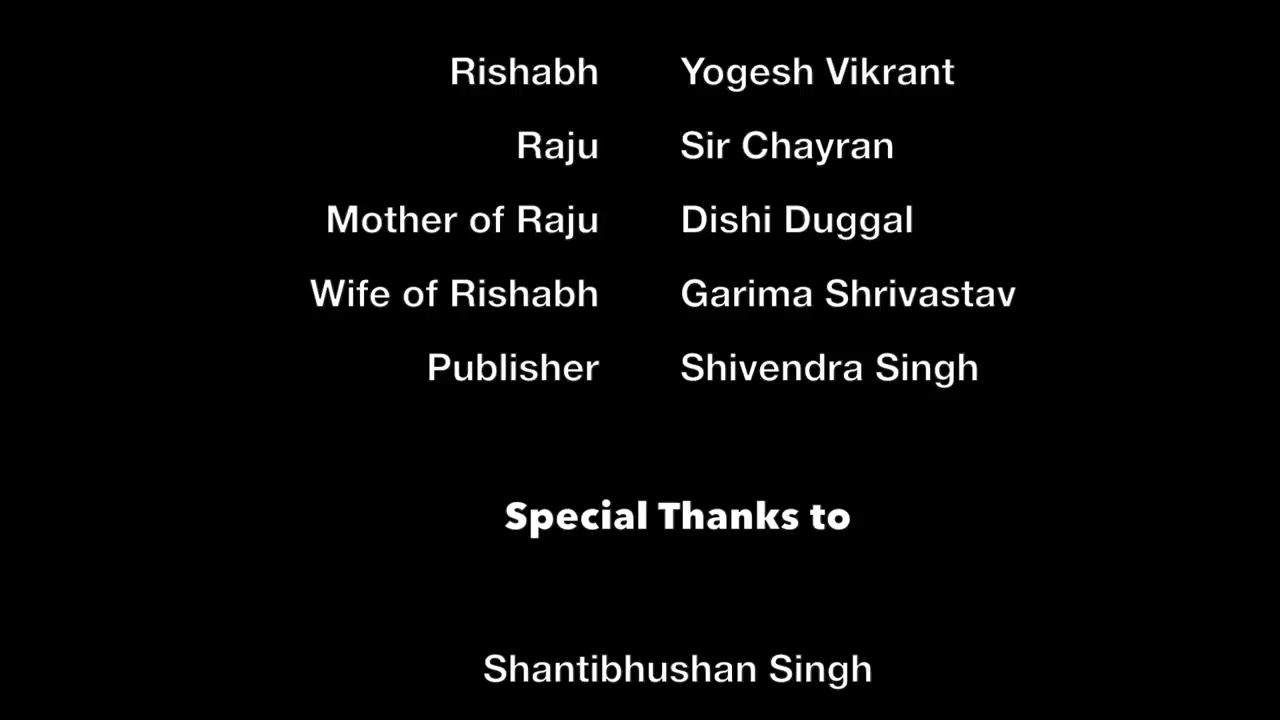 Rishabh Yogesh Vikrant
Raju Sir Chayran
Mother of Raju Dishi Duggal
Wife of Rishabh Garima Shrivastav
Publisher Shivendra Singh
Special Thanks to
Shantibhushan Singh